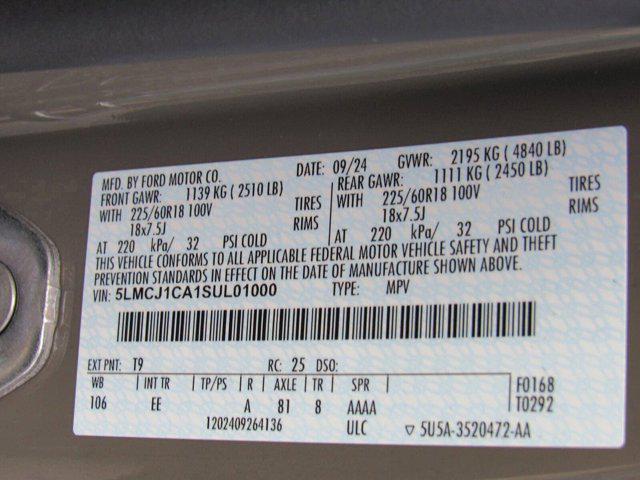 MFD. BY FORD MOTOR CO. DATE: 09/24 GVWR: 2195 KG ( 4840 LB)
FRONT GAWR: 1139 KG ( 2510 LB) REAR GAWR: 1111 KG ( 2450 LB)
WITH 225/60R18 100V TIRES WITH 225/60R18 100V TIRES
18x7.5J RIMS 18x7.5J RIMS
AT 220 kPa/ 32 PSI COLD AT 220 kPa/ 32 PSI COLD
THIS VEHICLE CONFORMS TO ALL APPLICABLE FEDERAL MOTOR VEHICLE SAFETY AND THEFT
PREVENTION STANDARDS IN EFFECT ON THE DATE OF MANUFACTURE SHOWN ABOVE.
VIN: 5LMCJ1CA1SUL01000 TYPE: MPV
EXT PNT: T9 RC: 25 DSO:
WB INT TR TP/PS R AXLE TR SPR F0168
106 EE A 81 8 AAAA T0292
1202409264136 ULC ▽ 5U5A-3520472-AA